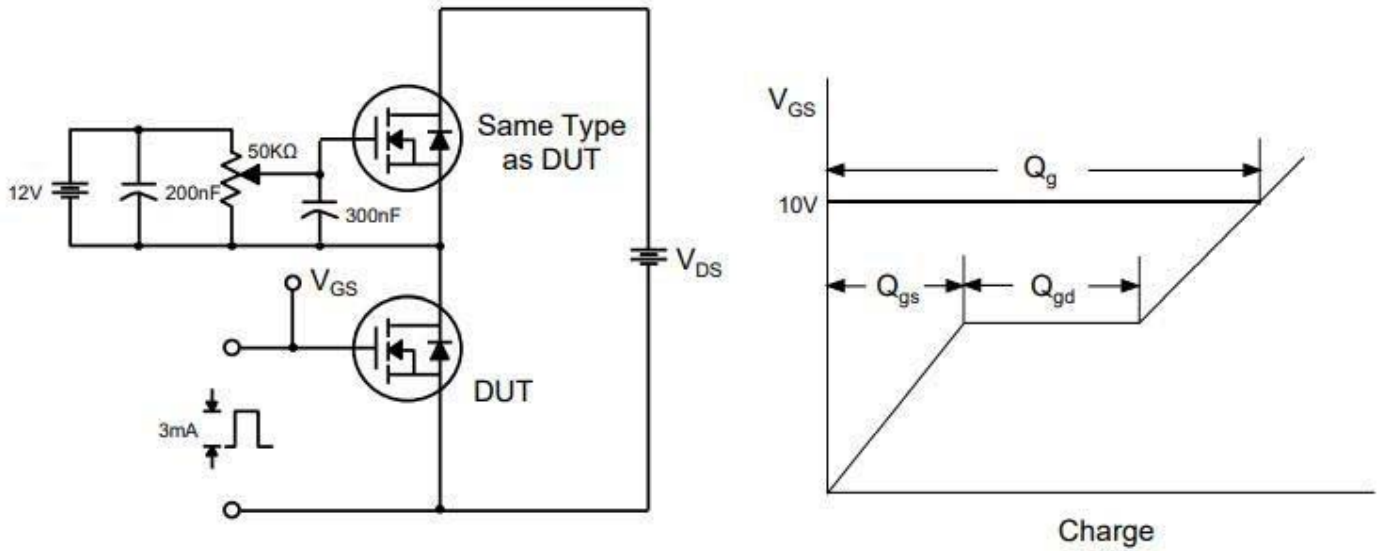 12V
200nF
50KΩ
300nF
Same Type
as DUT
V_DS
V_GS
DUT
3mA
V_GS
10V
Q_g
Q_gs
Q_gd
Charge